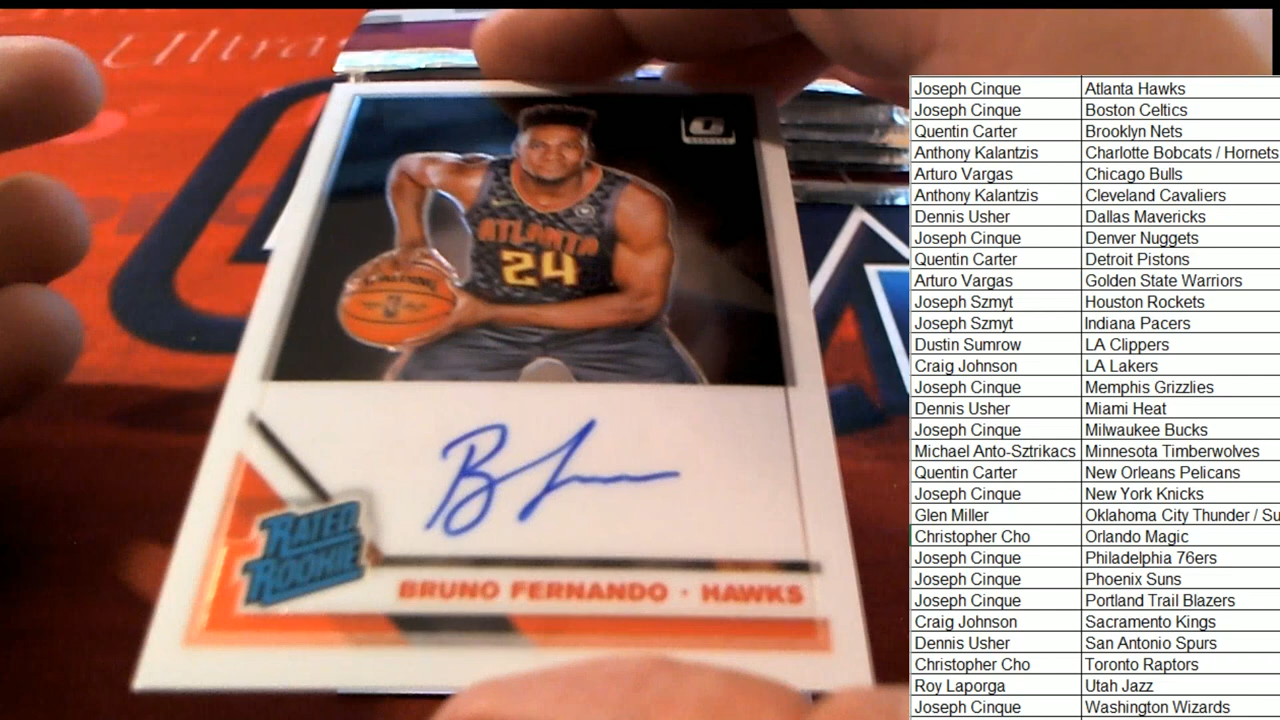 Ultra
ATLANTA
24
SPALDING
RATED
ROOKIE
BRUNO FERNANDO · HAWKS
Joseph Cinque Atlanta Hawks
Joseph Cinque Boston Celtics
Quentin Carter Brooklyn Nets
Anthony Kalantzis Charlotte Bobcats / Hornets
Arturo Vargas Chicago Bulls
Anthony Kalantzis Cleveland Cavaliers
Dennis Usher Dallas Mavericks
Joseph Cinque Denver Nuggets
Quentin Carter Detroit Pistons
Arturo Vargas Golden State Warriors
Joseph Szmyt Houston Rockets
Joseph Szmyt Indiana Pacers
Dustin Sumrow LA Clippers
Craig Johnson LA Lakers
Joseph Cinque Memphis Grizzlies
Dennis Usher Miami Heat
Joseph Cinque Milwaukee Bucks
Michael Anto-Sztrikacs Minnesota Timberwolves
Quentin Carter New Orleans Pelicans
Joseph Cinque New York Knicks
Glen Miller Oklahoma City Thunder / Su
Christopher Cho Orlando Magic
Joseph Cinque Philadelphia 76ers
Joseph Cinque Phoenix Suns
Joseph Cinque Portland Trail Blazers
Craig Johnson Sacramento Kings
Dennis Usher San Antonio Spurs
Christopher Cho Toronto Raptors
Roy Laporga Utah Jazz
Joseph Cinque Washington Wizards